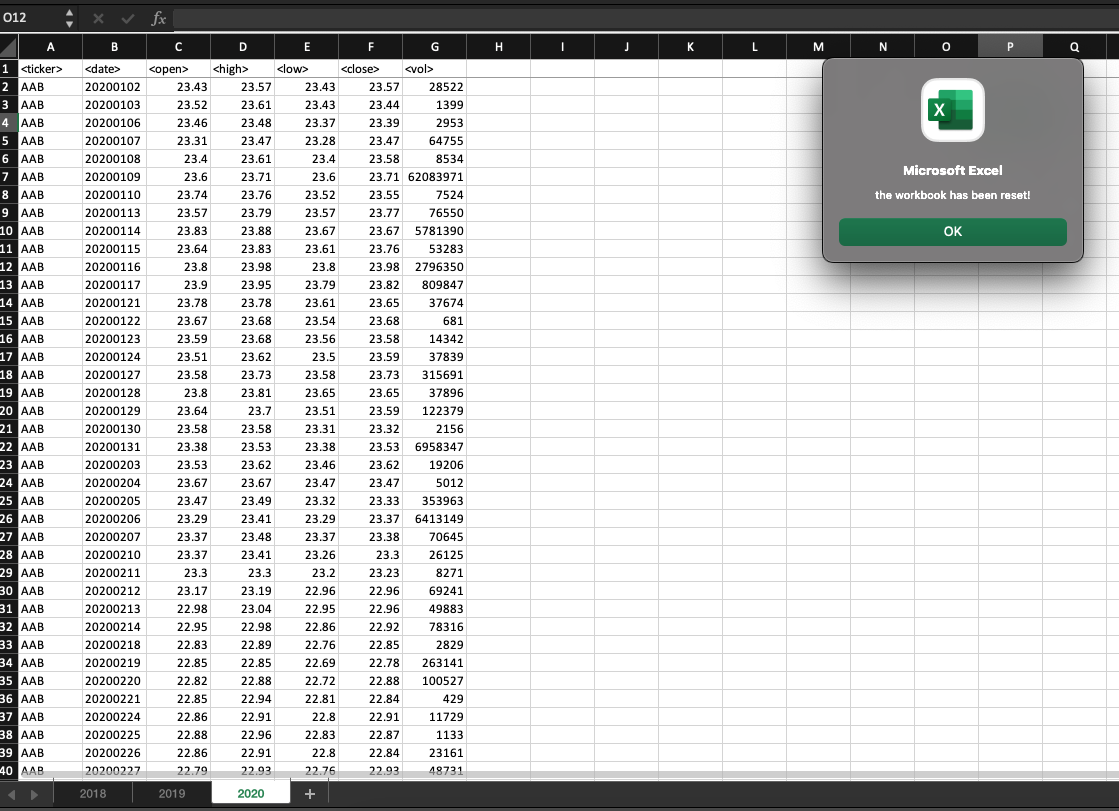 O12 fx
A B C D E F G H I J K L M N O P Q
1 <ticker> <date> <open> <high> <low> <close> <vol>
2 AAB 20200102 23.43 23.57 23.43 23.57 28522
3 AAB 20200103 23.52 23.61 23.43 23.44 1399
4 AAB 20200106 23.46 23.48 23.37 23.39 2953
5 AAB 20200107 23.31 23.47 23.28 23.47 64755
6 AAB 20200108 23.4 23.61 23.4 23.58 8534
7 AAB 20200109 23.6 23.71 23.6 23.71 62083971
8 AAB 20200110 23.74 23.76 23.52 23.55 7524
9 AAB 20200113 23.57 23.79 23.57 23.77 76550
10 AAB 20200114 23.83 23.88 23.67 23.67 5781390
11 AAB 20200115 23.64 23.83 23.61 23.76 53283
12 AAB 20200116 23.8 23.98 23.8 23.98 2796350
13 AAB 20200117 23.9 23.95 23.79 23.82 809847
14 AAB 20200121 23.78 23.78 23.61 23.65 37674
15 AAB 20200122 23.67 23.68 23.54 23.68 681
16 AAB 20200123 23.59 23.68 23.56 23.58 14342
17 AAB 20200124 23.51 23.62 23.5 23.59 37839
18 AAB 20200127 23.58 23.73 23.58 23.73 315691
19 AAB 20200128 23.8 23.81 23.65 23.65 37896
20 AAB 20200129 23.64 23.7 23.51 23.59 122379
21 AAB 20200130 23.58 23.58 23.31 23.32 2156
22 AAB 20200131 23.38 23.53 23.38 23.53 6958347
23 AAB 20200203 23.53 23.62 23.46 23.62 19206
24 AAB 20200204 23.67 23.67 23.47 23.47 5012
25 AAB 20200205 23.47 23.49 23.32 23.33 353963
26 AAB 20200206 23.29 23.41 23.29 23.37 6413149
27 AAB 20200207 23.37 23.48 23.37 23.38 70645
28 AAB 20200210 23.37 23.41 23.26 23.3 26125
29 AAB 20200211 23.3 23.3 23.2 23.23 8271
30 AAB 20200212 23.17 23.19 22.96 22.96 69241
31 AAB 20200213 22.98 23.04 22.95 22.96 49883
32 AAB 20200214 22.95 22.98 22.86 22.92 78316
33 AAB 20200218 22.83 22.89 22.76 22.85 2829
34 AAB 20200219 22.85 22.85 22.69 22.78 263141
35 AAB 20200220 22.82 22.88 22.72 22.88 100527
36 AAB 20200221 22.85 22.94 22.81 22.84 429
37 AAB 20200224 22.86 22.91 22.8 22.91 11729
38 AAB 20200225 22.88 22.96 22.83 22.87 1133
39 AAB 20200226 22.86 22.91 22.8 22.84 23161
40 AAB 20200227 22.79 22.93 22.76 22.93 48731
X
Microsoft Excel
the workbook has been reset!
OK
2018 2019 2020 +